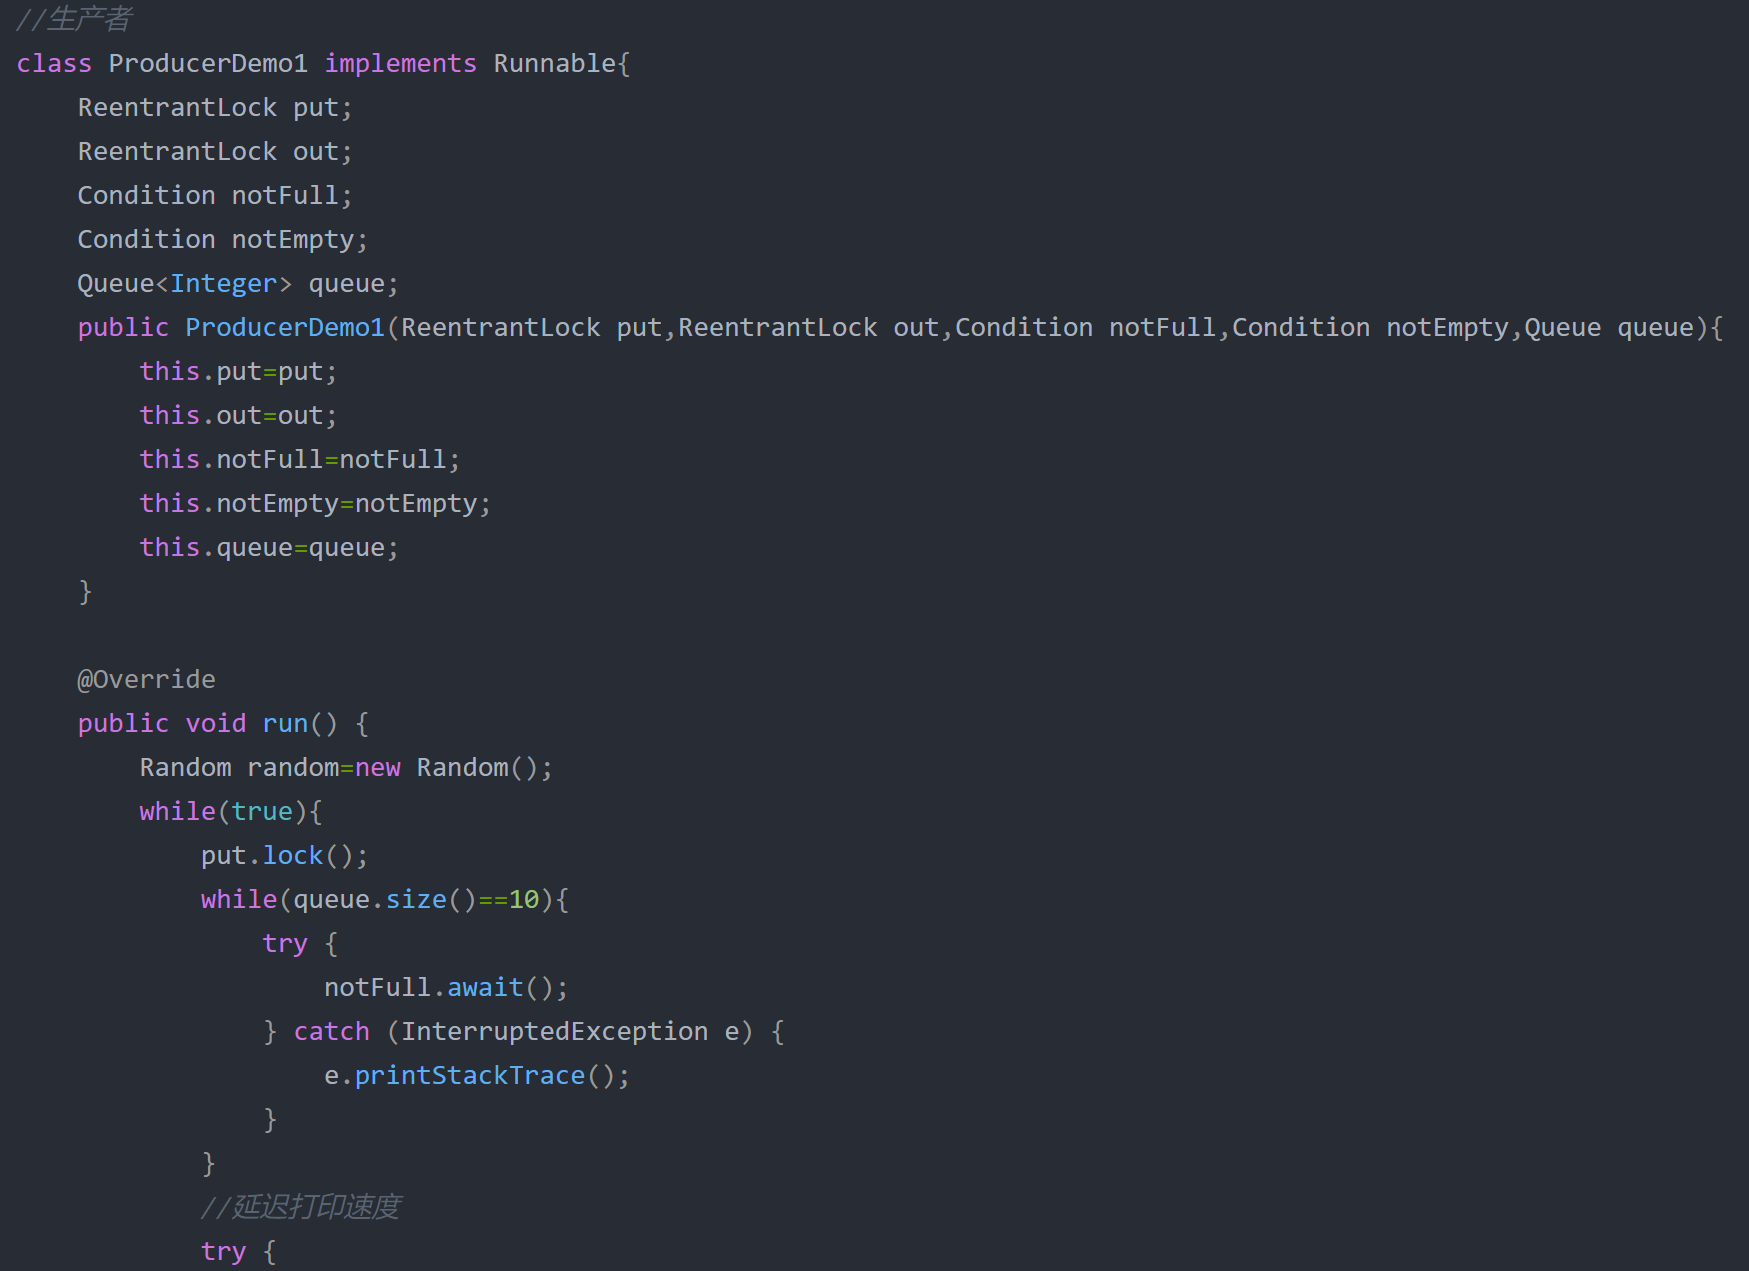 //生产者
class ProducerDemo1 implements Runnable{
    ReentrantLock put;
    ReentrantLock out;
    Condition notFull;
    Condition notEmpty;
    Queue<Integer> queue;
    public ProducerDemo1(ReentrantLock put,ReentrantLock out,Condition notFull,Condition notEmpty,Queue queue){
        this.put=put;
        this.out=out;
        this.notFull=notFull;
        this.notEmpty=notEmpty;
        this.queue=queue;
    }

    @Override
    public void run() {
        Random random=new Random();
        while(true){
            put.lock();
            while(queue.size()==10){
                try {
                    notFull.await();
                } catch (InterruptedException e) {
                    e.printStackTrace();
                }
            }
            //延迟打印速度
            try {